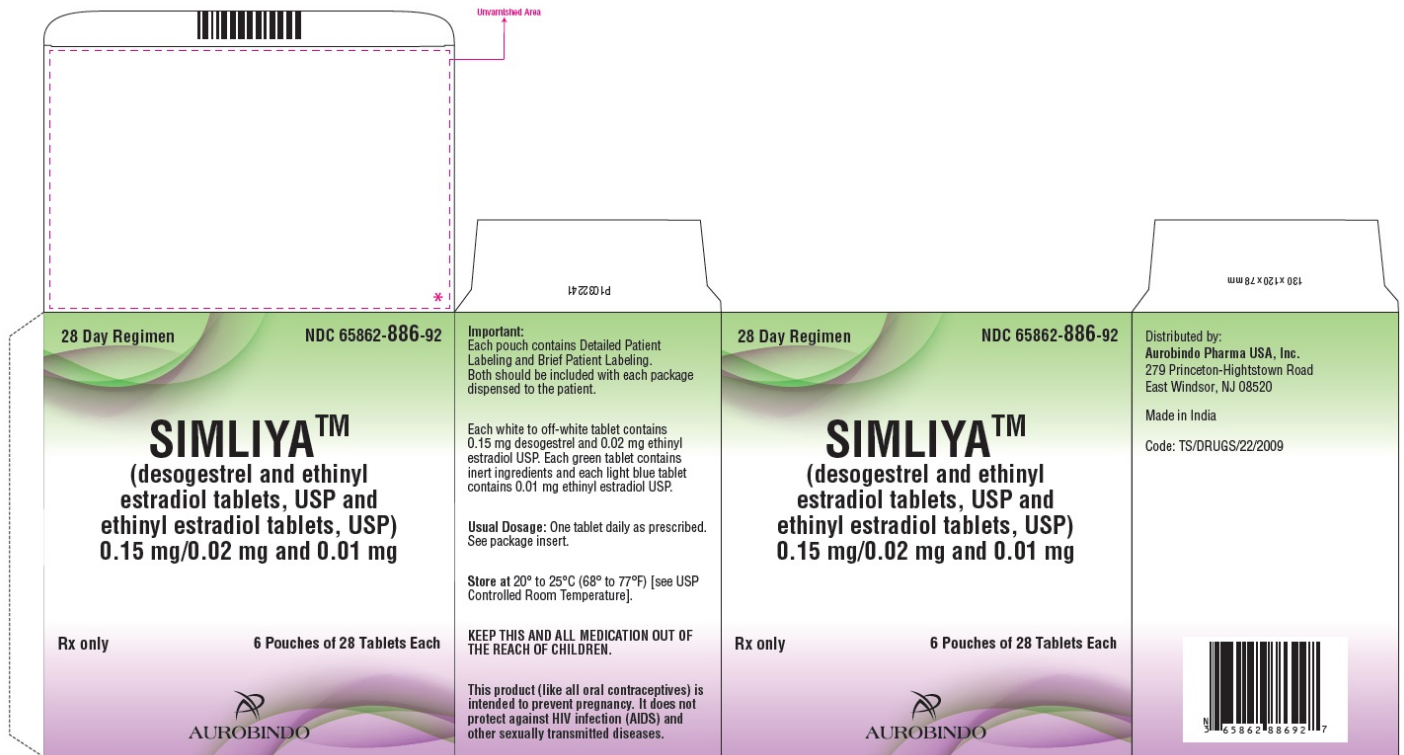 Unvarnished Area
*
P1032241
130 x 120 x 78 mm
28 Day Regimen
NDC 65862-886-92
SIMLIYA™
(desogestrel and ethinyl
estradiol tablets, USP and
ethinyl estradiol tablets, USP)
0.15 mg/0.02 mg and 0.01 mg
Rx only
6 Pouches of 28 Tablets Each
AUROBINDO
Important:
Each pouch contains Detailed Patient
Labeling and Brief Patient Labeling.
Both should be included with each package
dispensed to the patient.
Each white to off-white tablet contains
0.15 mg desogestrel and 0.02 mg ethinyl
estradiol USP. Each green tablet contains
inert ingredients and each light blue tablet
contains 0.01 mg ethinyl estradiol USP.
Usual Dosage: One tablet daily as prescribed.
See package insert.
Store at 20° to 25°C (68° to 77°F) [see USP
Controlled Room Temperature].
KEEP THIS AND ALL MEDICATION OUT OF
THE REACH OF CHILDREN.
This product (like all oral contraceptives) is
intended to prevent pregnancy. It does not
protect against HIV infection (AIDS) and
other sexually transmitted diseases.
28 Day Regimen
NDC 65862-886-92
SIMLIYA™
(desogestrel and ethinyl
estradiol tablets, USP and
ethinyl estradiol tablets, USP)
0.15 mg/0.02 mg and 0.01 mg
Rx only
6 Pouches of 28 Tablets Each
AUROBINDO
Distributed by:
Aurobindo Pharma USA, Inc.
279 Princeton-Hightstown Road
East Windsor, NJ 08520
Made in India
Code: TS/DRUGS/22/2009
N
3 65862 88692 7